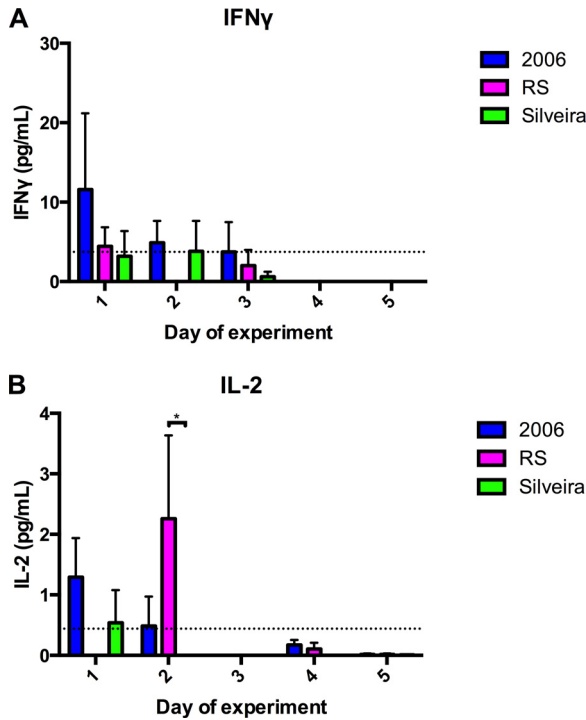 A
IFNγ
30
20
10
0
IFNγ (pg/mL)
1 2 3 4 5
Day of experiment
2006
RS
Silveira
B
IL-2
*
4
3
2
1
0
IL-2 (pg/mL)
1 2 3 4 5
Day of experiment
2006
RS
Silveira